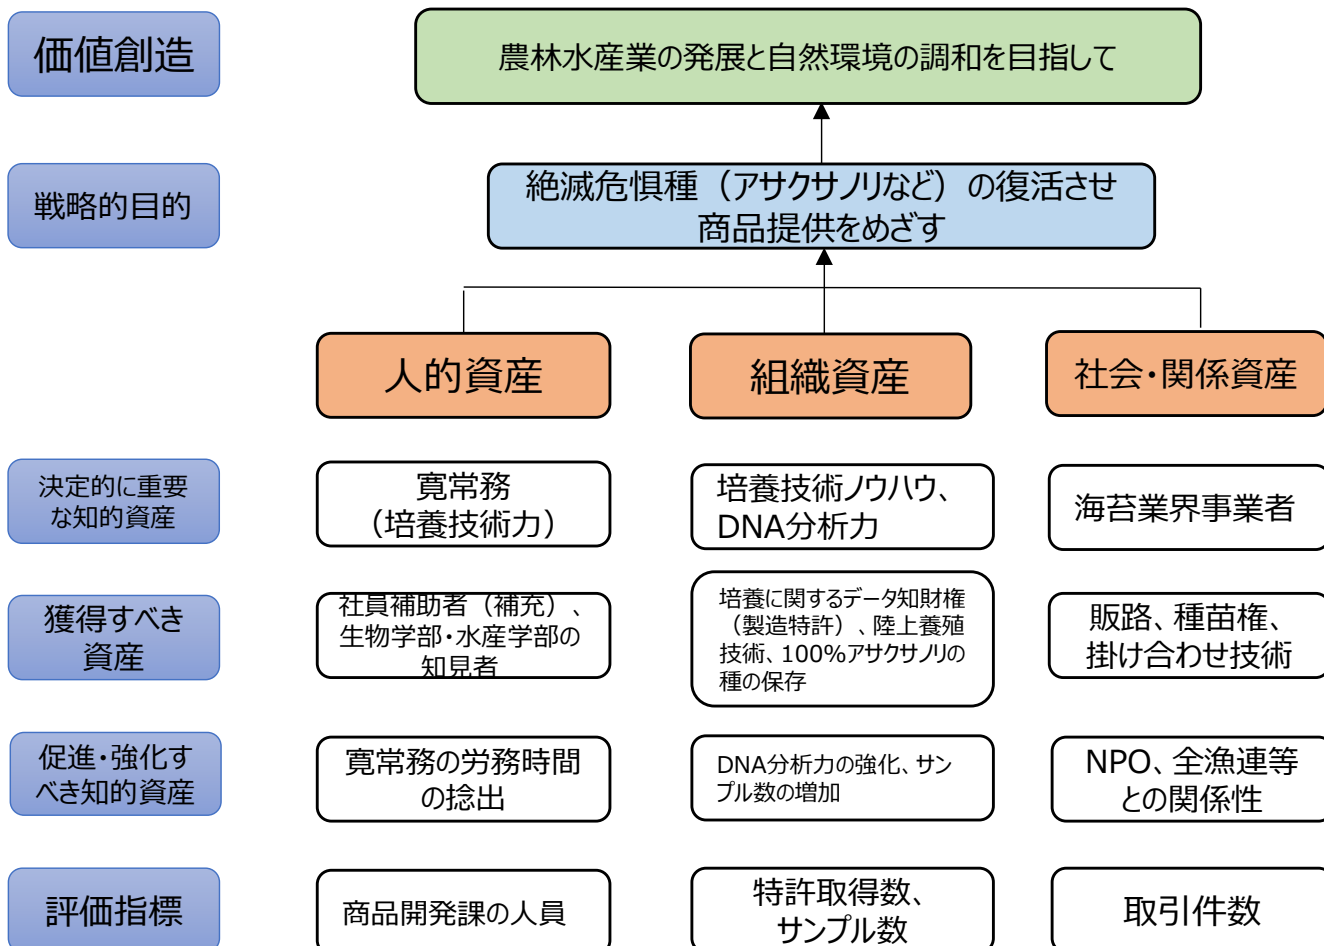 価値創造
農林水産業の発展と自然環境の調和を目指して
戦略的目的
絶滅危惧種（アサクサノリなど）の復活させ
商品提供をめざす
人的資産
組織資産
社会・関係資産
決定的に重要
な知的資産
寛常務
（培養技術力）
培養技術ノウハウ、
DNA分析力
海苔業界事業者
獲得すべき
資産
社員補助者（補充）、
生物学部・水産学部の
知見者
培養に関するデータ知財権
（製造特許）、陸上養殖
技術、100%アサクサノリの
種の保存
販路、種苗権、
掛け合わせ技術
促進・強化す
べき知的資産
寛常務の労務時間
の捻出
DNA分析力の強化、サン
プル数の増加
NPO、全漁連等
との関係性
評価指標
商品開発課の人員
特許取得数、
サンプル数
取引件数